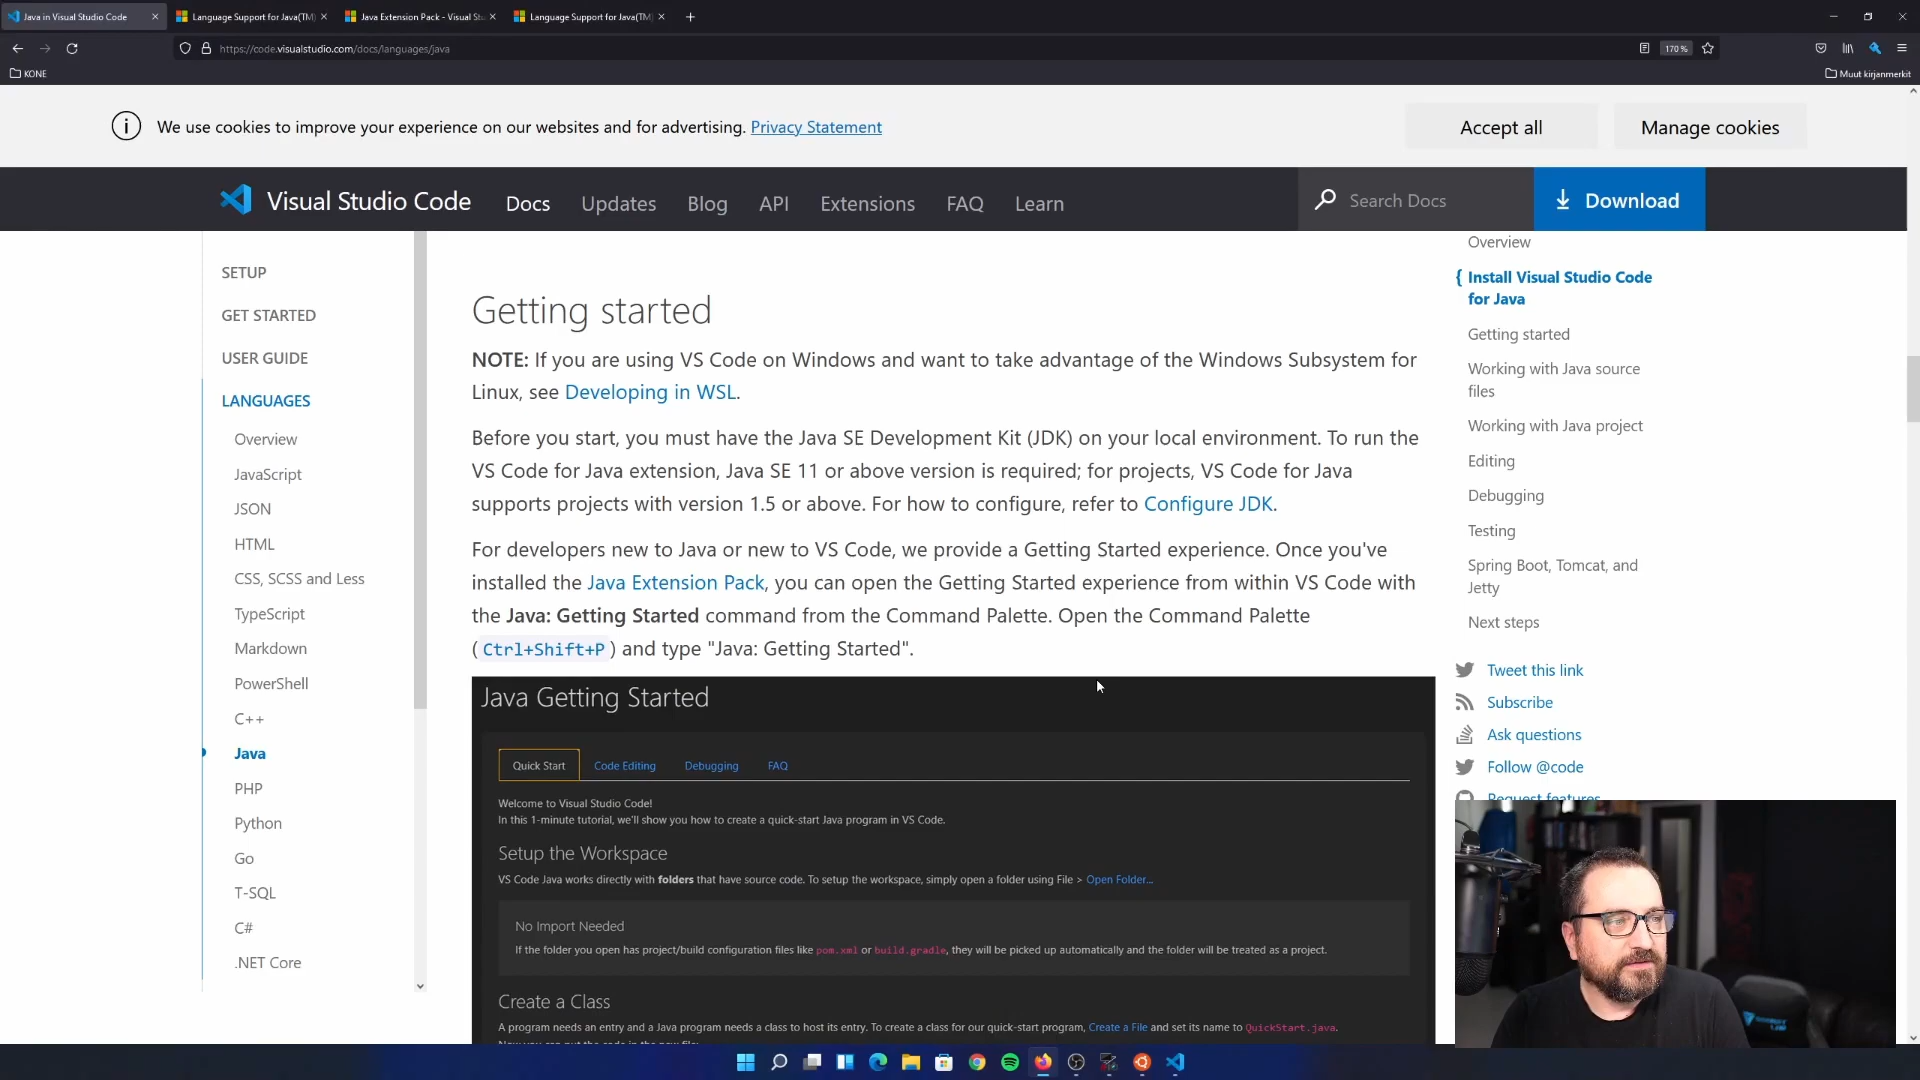 Java in Visual Studio Code
Language Support for Java(TM)
Java Extension Pack - Visual Stu
Language Support for Java(TM)
https://code.visualstudio.com/docs/languages/java
170 %
KONE
Muut kirjanmerkit
We use cookies to improve your experience on our websites and for advertising. Privacy Statement
Accept all
Manage cookies
Visual Studio Code
Docs
Updates
Blog
API
Extensions
FAQ
Learn
Search Docs
Download
SETUP
GET STARTED
USER GUIDE
LANGUAGES
Overview
JavaScript
JSON
HTML
CSS, SCSS and Less
TypeScript
Markdown
PowerShell
C++
Java
PHP
Python
Go
T-SQL
C#
.NET Core
Getting started
NOTE: If you are using VS Code on Windows and want to take advantage of the Windows Subsystem for
Linux, see Developing in WSL.
Before you start, you must have the Java SE Development Kit (JDK) on your local environment. To run the
VS Code for Java extension, Java SE 11 or above version is required; for projects, VS Code for Java
supports projects with version 1.5 or above. For how to configure, refer to Configure JDK.
For developers new to Java or new to VS Code, we provide a Getting Started experience. Once you've
installed the Java Extension Pack, you can open the Getting Started experience from within VS Code with
the Java: Getting Started command from the Command Palette. Open the Command Palette
(Ctrl+Shift+P) and type "Java: Getting Started".
Java Getting Started
Quick Start
Code Editing
Debugging
FAQ
Welcome to Visual Studio Code!
In this 1-minute tutorial, we'll show you how to create a quick-start Java program in VS Code.
Setup the Workspace
VS Code Java works directly with folders that have source code. To setup the workspace, simply open a folder using File > Open Folder...
No Import Needed
If the folder you open has project/build configuration files like pom.xml or build.gradle, they will be picked up automatically and the folder will be treated as a project.
Create a Class
A program needs an entry and a Java program needs a class to host its entry. To create a class for our quick-start program, Create a File and set its name to QuickStart.java.
Now you can put the code in the new file:
Overview
{ Install Visual Studio Code
for Java
Getting started
Working with Java source
files
Working with Java project
Editing
Debugging
Testing
Spring Boot, Tomcat, and
Jetty
Next steps
Tweet this link
Subscribe
Ask questions
Follow @code
Request features